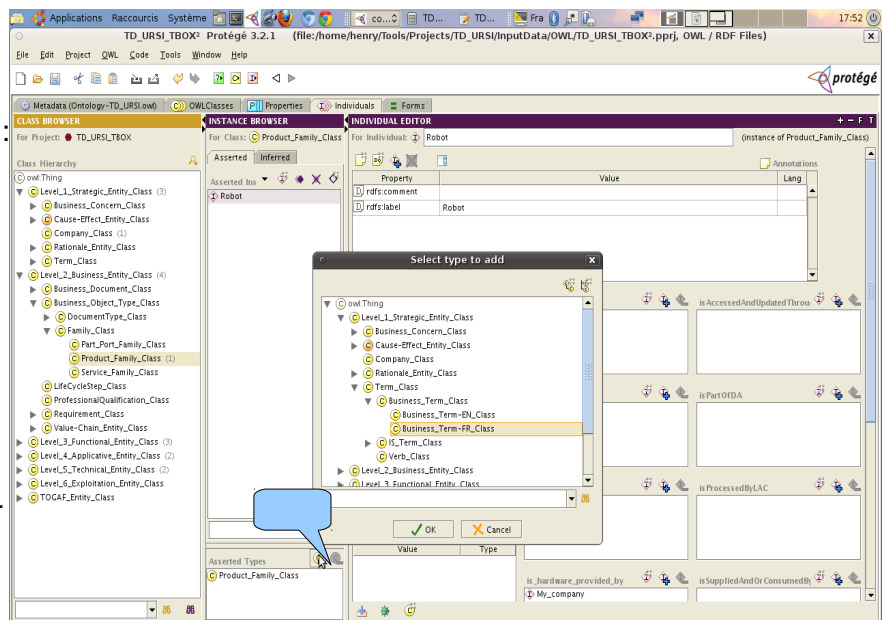 Applications Raccourcis Système co... TD... TD... Fra 17:52
TD_URSI_TBOX² Protégé 3.2.1 (file:/home/henry/Tools/Projects/TD_URSI/InputData/OWL/TD_URSI_TBOX².pprj, OWL / RDF Files)
File Edit Project OWL Code Tools Window Help
protégé
Metadata (Ontology-TD_URSI.owl) OWLClasses Properties Individuals Forms
CLASS BROWSER
For Project: TD_URSI_TBOX
Class Hierarchy
owl:Thing
Level_1_Strategic_Entity_Class (3)
Business_Concern_Class
Cause-Effect_Entity_Class
Company_Class (1)
Rationale_Entity_Class
Term_Class
Level_2_Business_Entity_Class (4)
Business_Document_Class
Business_Object_Type_Class
DocumentType_Class
Family_Class
Part_Port_Family_Class
Product_Family_Class (1)
Service_Family_Class
LifeCycleStep_Class
ProfessionalQualification_Class
Requirement_Class
Value-Chain_Entity_Class
Level_3_Functional_Entity_Class (3)
Level_4_Applicative_Entity_Class (2)
Level_5_Technical_Entity_Class (2)
Level_6_Exploitation_Entity_Class
TOGAF_Entity_Class
INSTANCE BROWSER
For Class: Product_Family_Class
Asserted Inferred
Asserted Ins
Robot
Asserted Types
Product_Family_Class
INDIVIDUAL EDITOR + - F T
For Individual: Robot (instance of Product_Family_Class)
Annotations
Property Value Lang
rdfs:comment
rdfs:label Robot
Select type to add
owl:Thing
Level_1_Strategic_Entity_Class
Business_Concern_Class
Cause-Effect_Entity_Class
Company_Class
Rationale_Entity_Class
Term_Class
Business_Term_Class
Business_Term-EN_Class
Business_Term-FR_Class
IS_Term_Class
Verb_Class
Level_2_Business_Entity_Class
Level_3_Functional_Entity_Class
OK Cancel
Value Type
isAccessedAndUpdatedThrou
isPartOfDA
isProcessedByLAC
is_hardware_provided_by isSuppliedAndOrConsumedBy
My_company